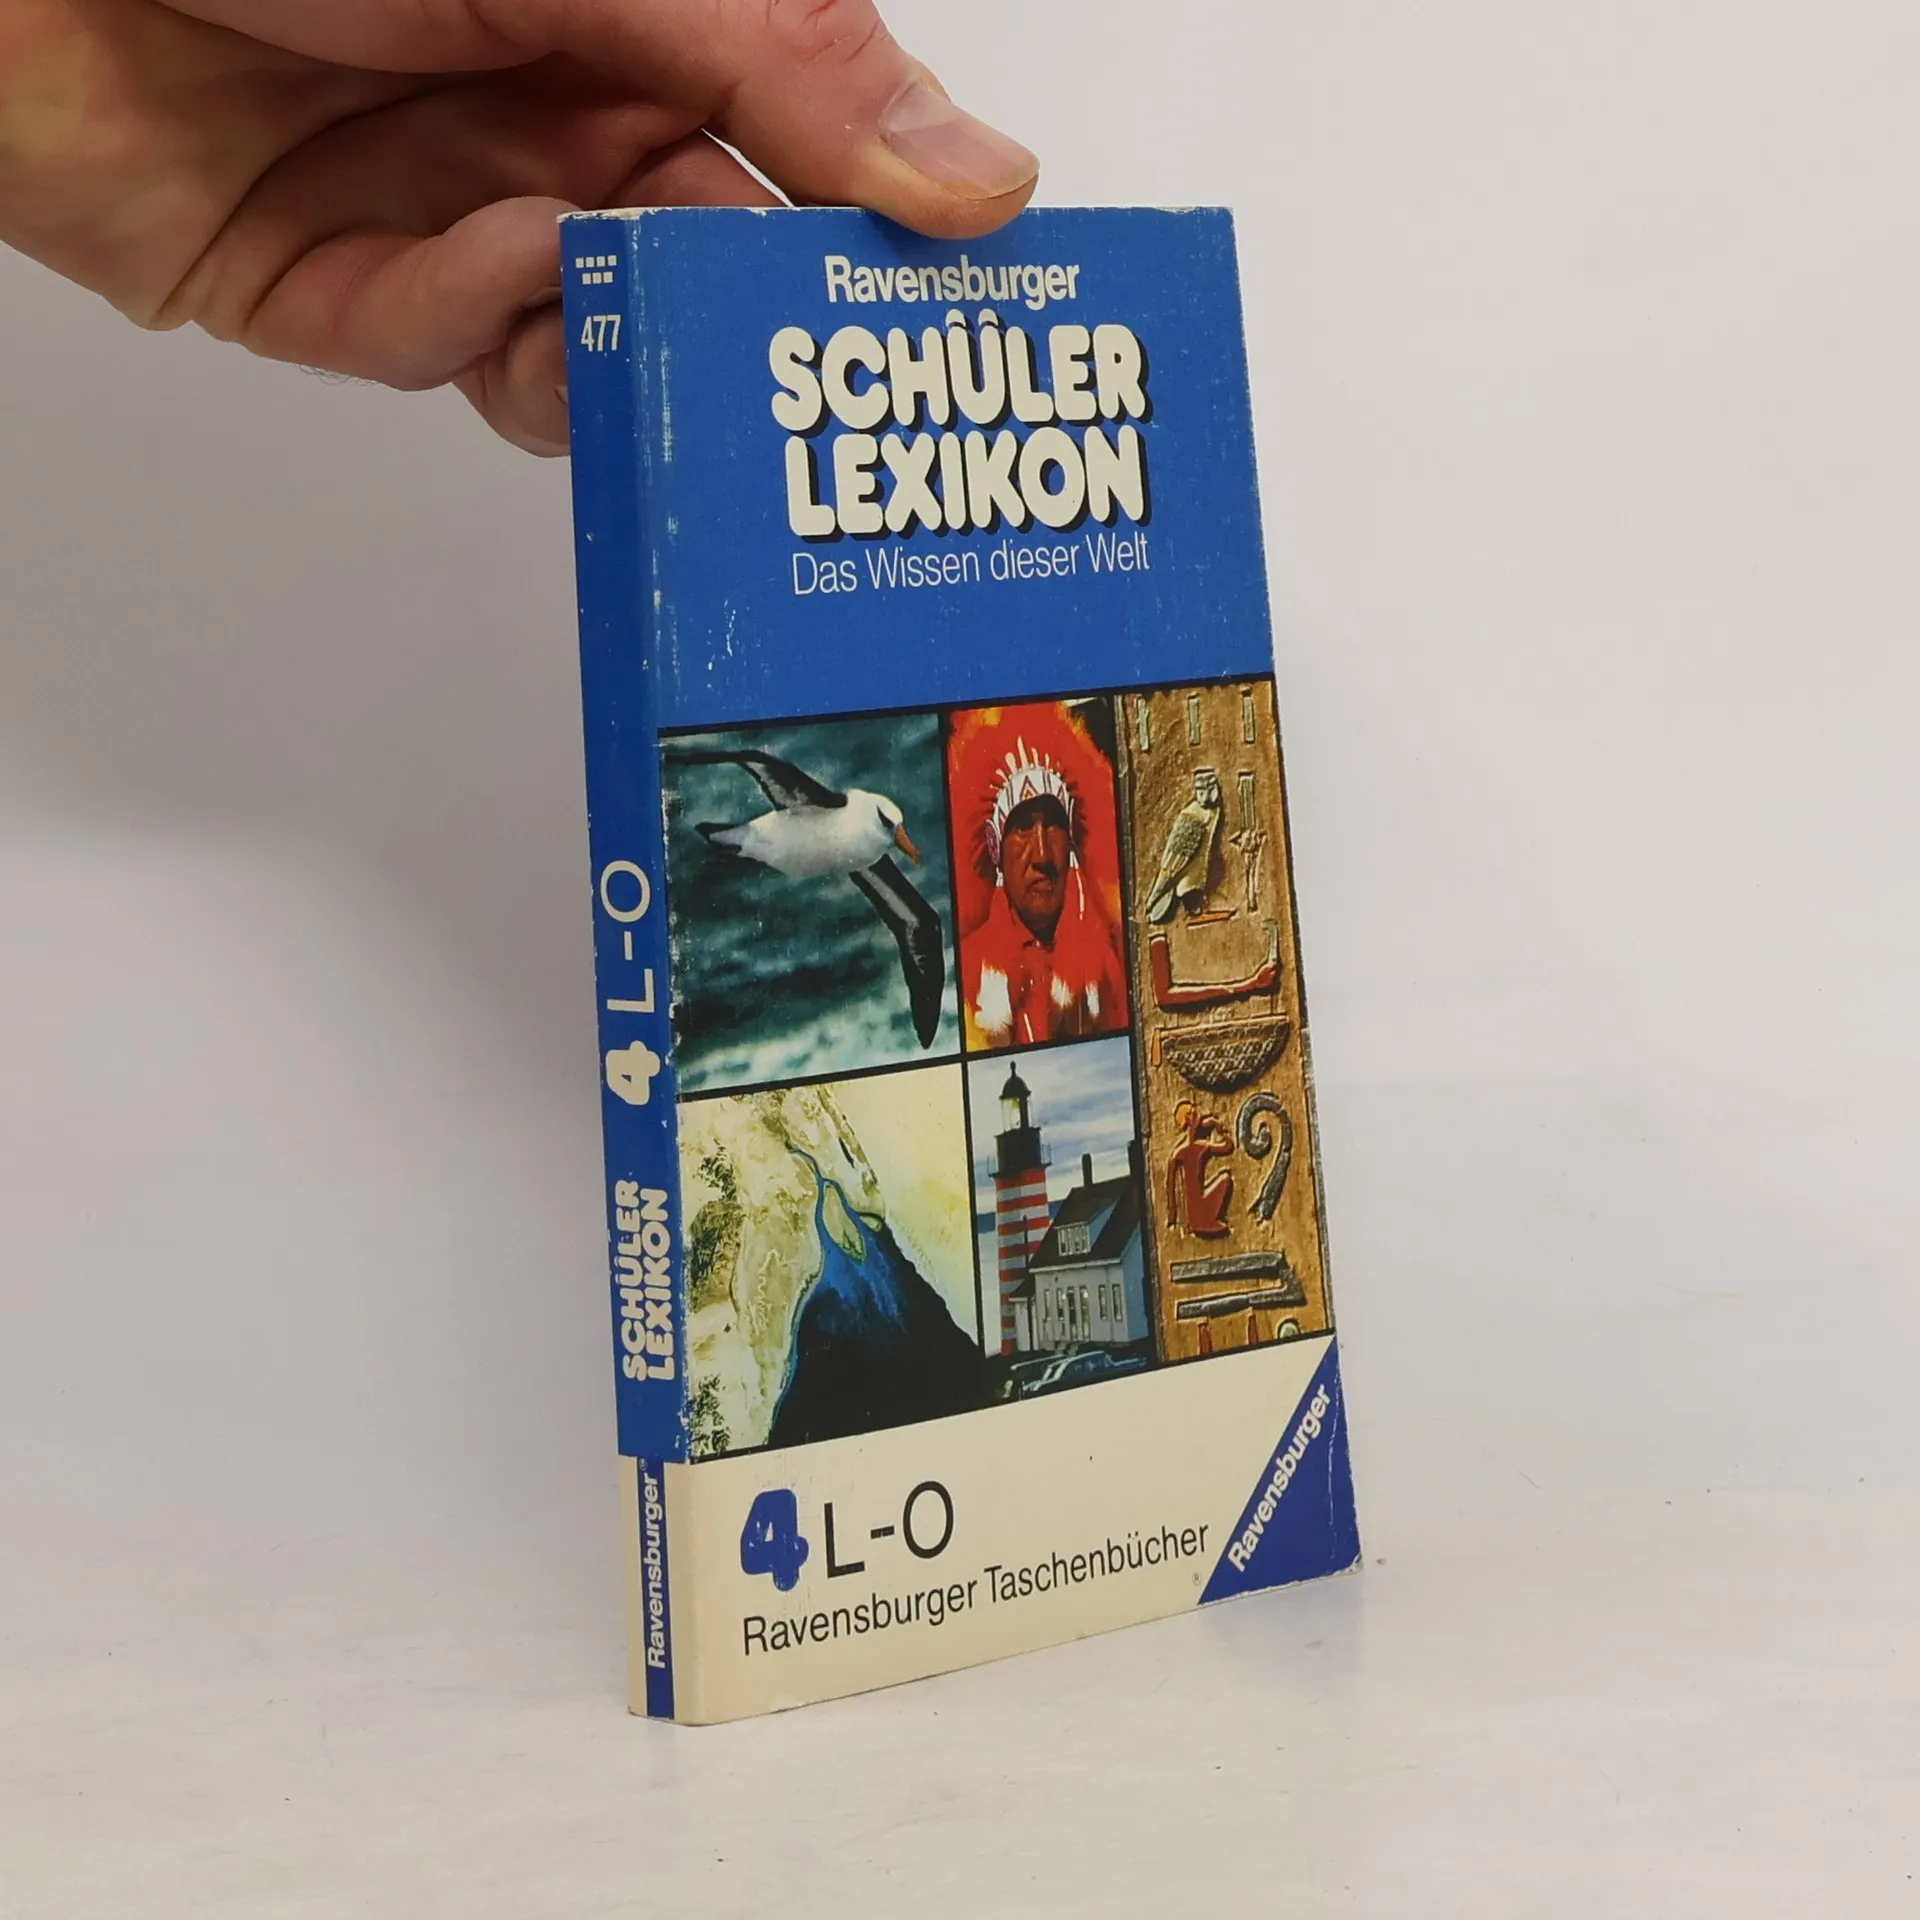 477
4 L-O
SCHÜLER
LEXIKON
Ravensburger®
Ravensburger
SCHÜLER
LEXIKON
Das Wissen dieser Welt
4 L-O
Ravensburger Taschenbücher
®
Ravensburger